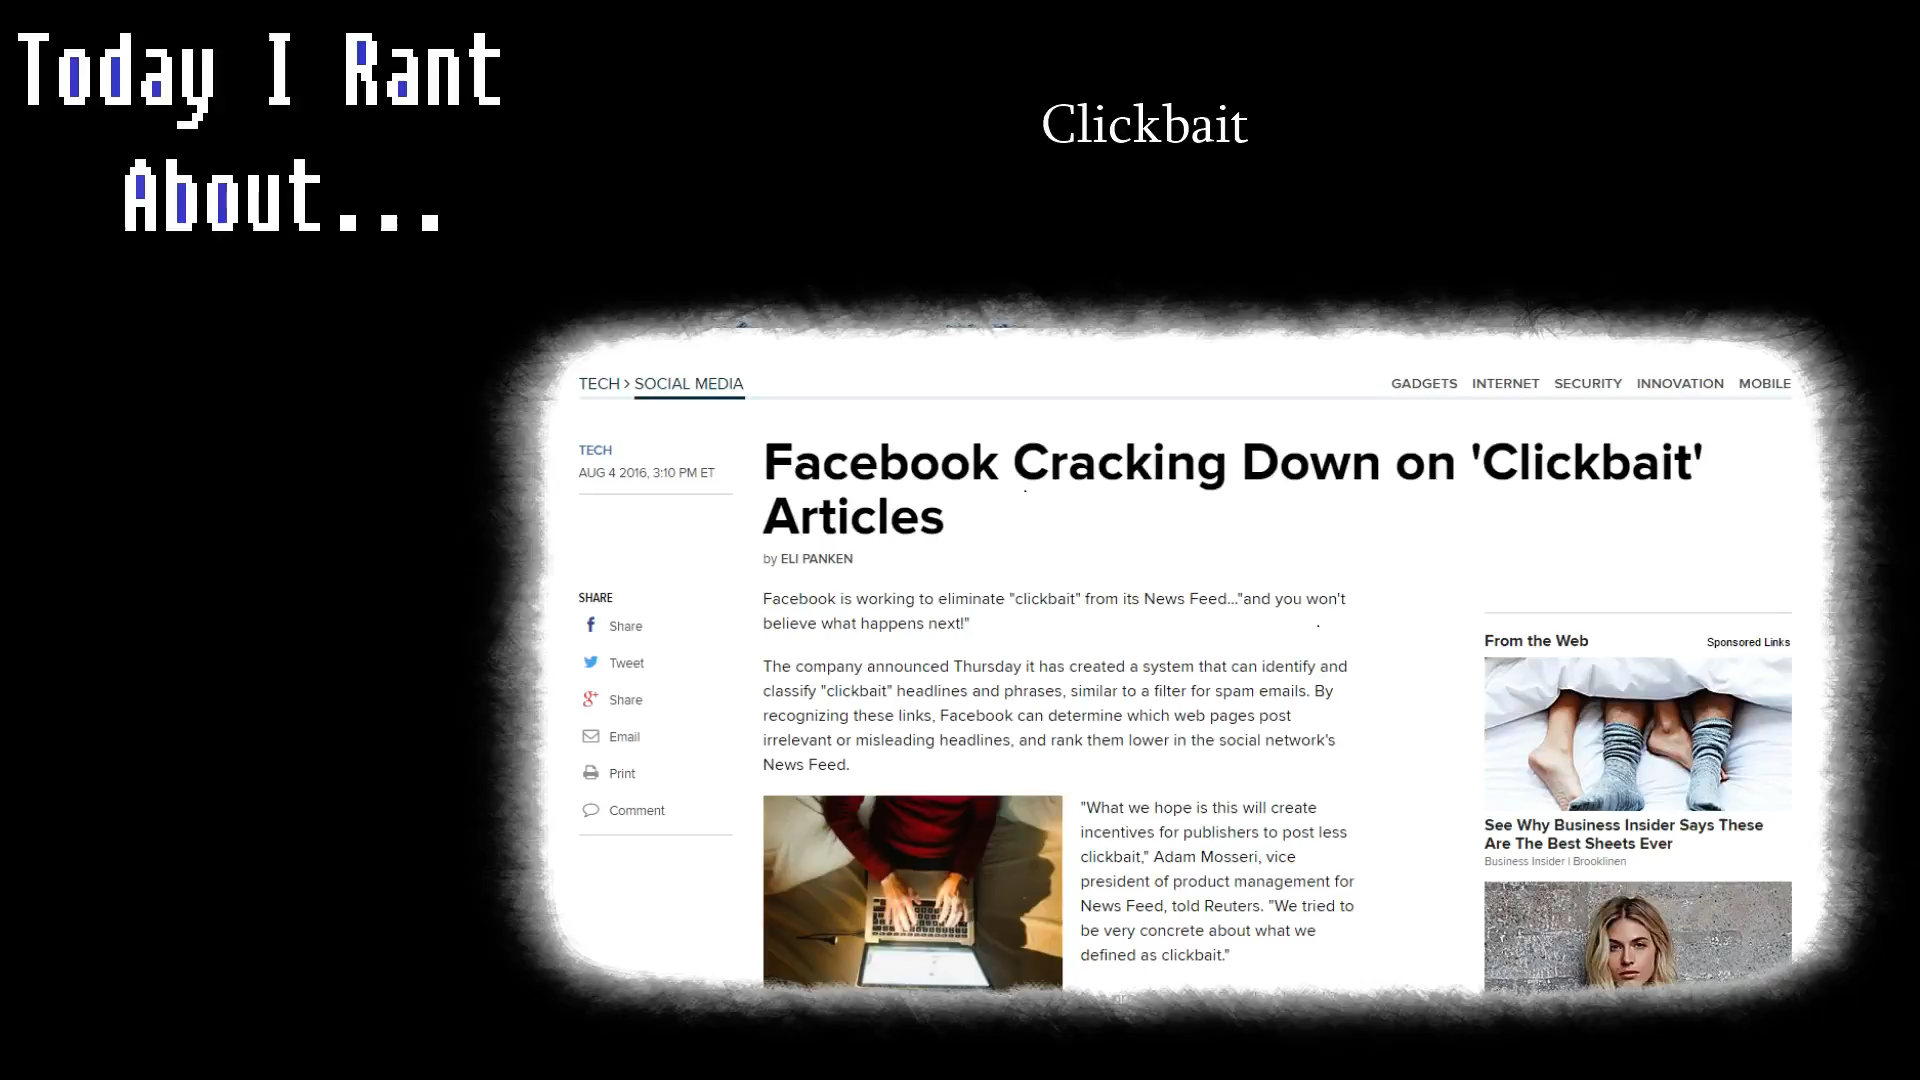 Today I Rant
About...
Clickbait
TECH > SOCIAL MEDIA
GADGETS INTERNET SECURITY INNOVATION MOBILE
TECH
AUG 4 2016, 3:10 PM ET
Facebook Cracking Down on 'Clickbait'
Articles
by ELI PANKEN
SHARE
Share
Tweet
Share
Email
Print
Comment
Facebook is working to eliminate "clickbait" from its News Feed..."and you won't
believe what happens next!"
The company announced Thursday it has created a system that can identify and
classify "clickbait" headlines and phrases, similar to a filter for spam emails. By
recognizing these links, Facebook can determine which web pages post
irrelevant or misleading headlines, and rank them lower in the social network's
News Feed.
"What we hope is this will create
incentives for publishers to post less
clickbait," Adam Mosseri, vice
president of product management for
News Feed, told Reuters. "We tried to
be very concrete about what we
defined as clickbait."
From the Web
Sponsored Links
See Why Business Insider Says These
Are The Best Sheets Ever
Business Insider | Brooklinen